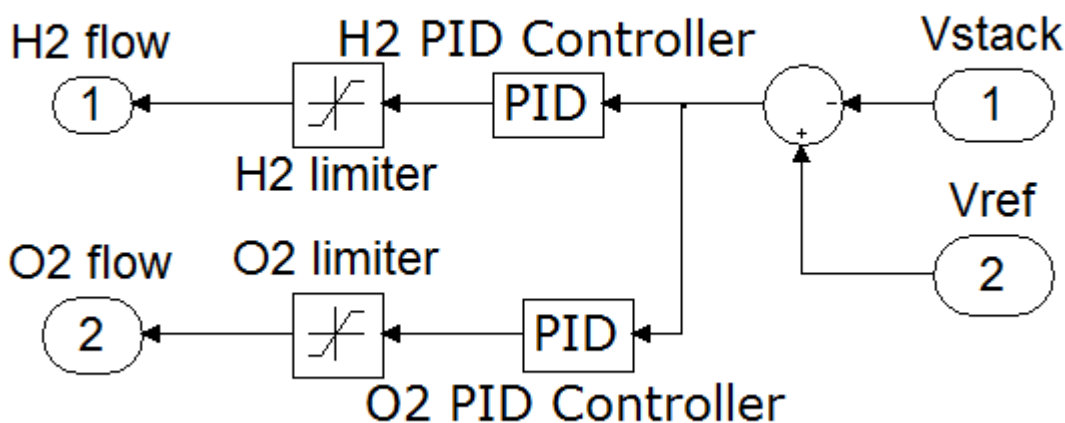 H2 flow
H2 PID Controller
Vstack
1
PID
-
1
H2 limiter
+
Vref
O2 flow
O2 limiter
2
2
PID
O2 PID Controller